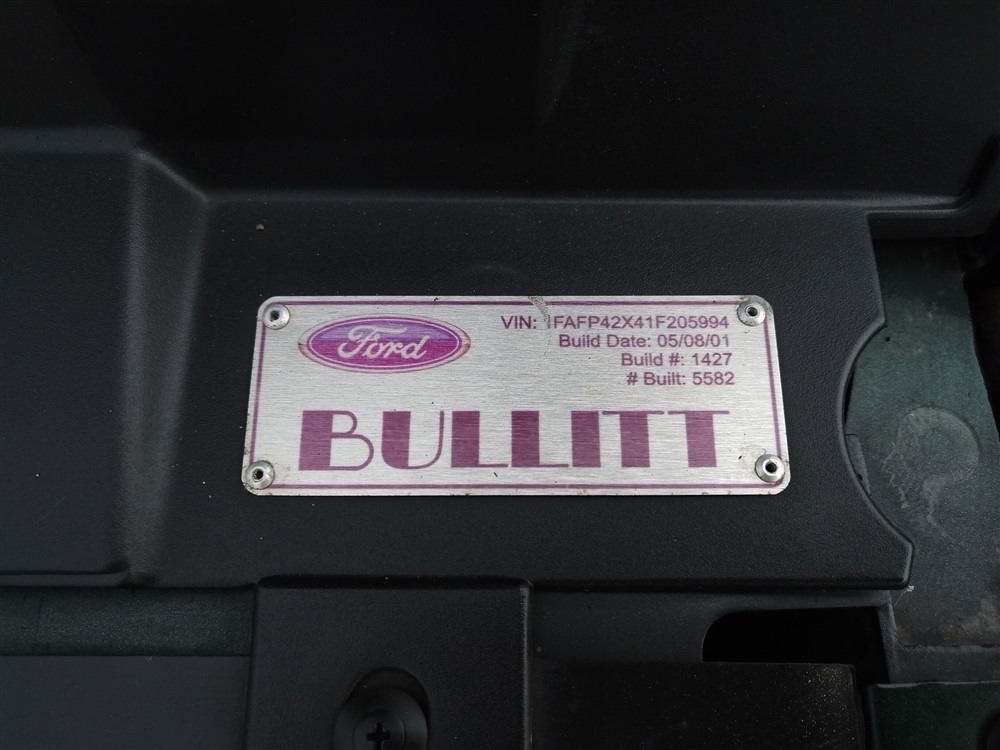 Ford
VIN: 1FAFP42X41F205994
Build Date: 05/08/01
Build #: 1427
# Built: 5582
BULLITT